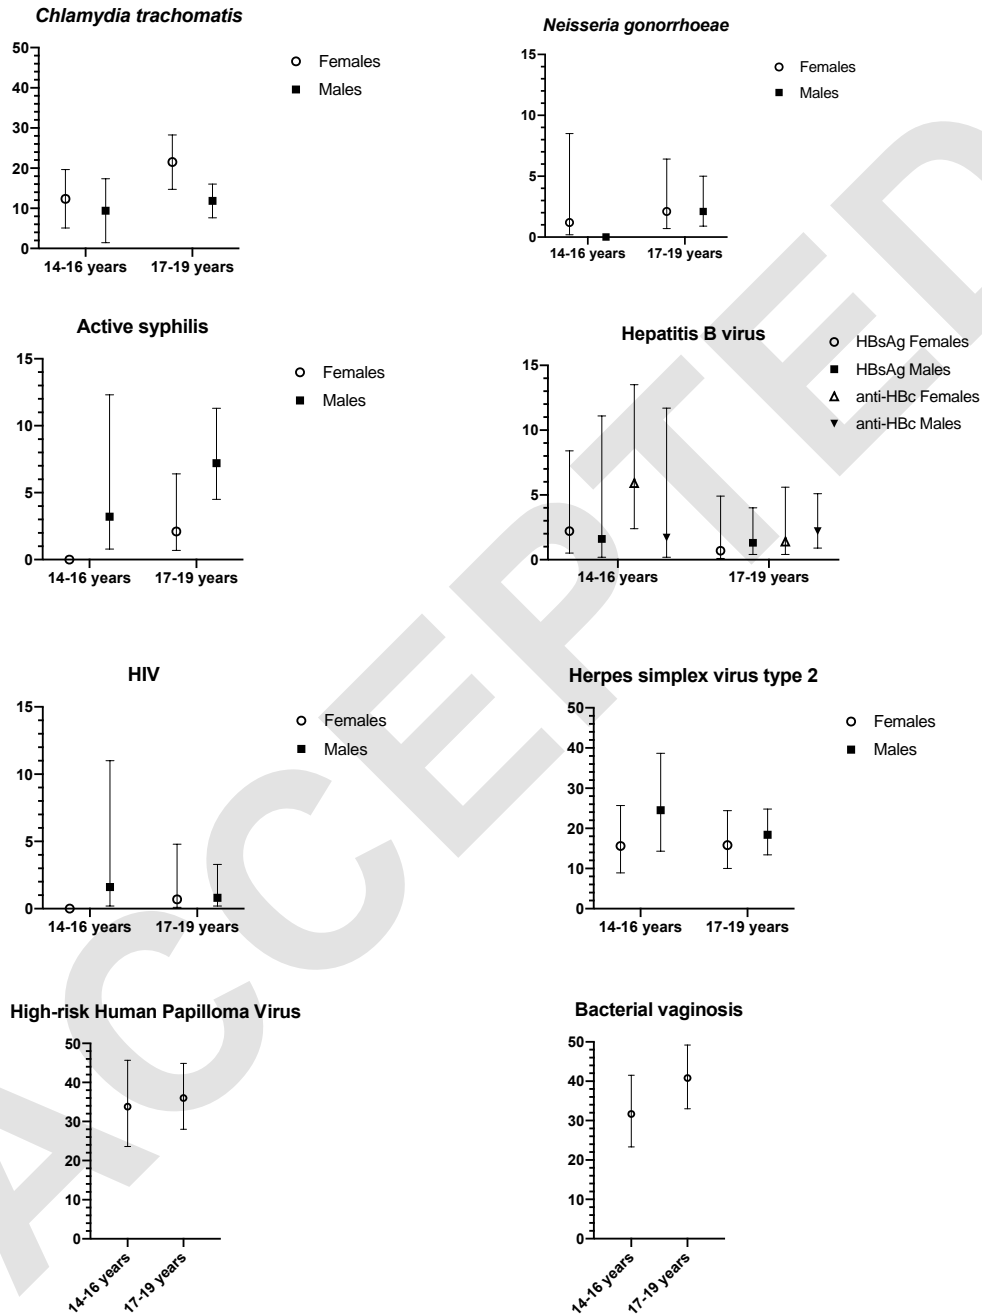 Chlamydia trachomatis
50
40
30
20
10
0
14-16 years
17-19 years
Females
Males
Neisseria gonorrhoeae
15
10
5
0
14-16 years
17-19 years
Females
Males
Active syphilis
15
10
5
0
14-16 years
17-19 years
Females
Males
Hepatitis B virus
15
10
5
0
14-16 years
17-19 years
HBsAg Females
HBsAg Males
anti-HBc Females
anti-HBc Males
HIV
15
10
5
0
14-16 years
17-19 years
Females
Males
Herpes simplex virus type 2
50
40
30
20
10
0
14-16 years
17-19 years
Females
Males
High-risk Human Papilloma Virus
50
40
30
20
10
0
14-16 years
17-19 years
Bacterial vaginosis
50
40
30
20
10
0
14-16 years
17-19 years
ACCEPTED